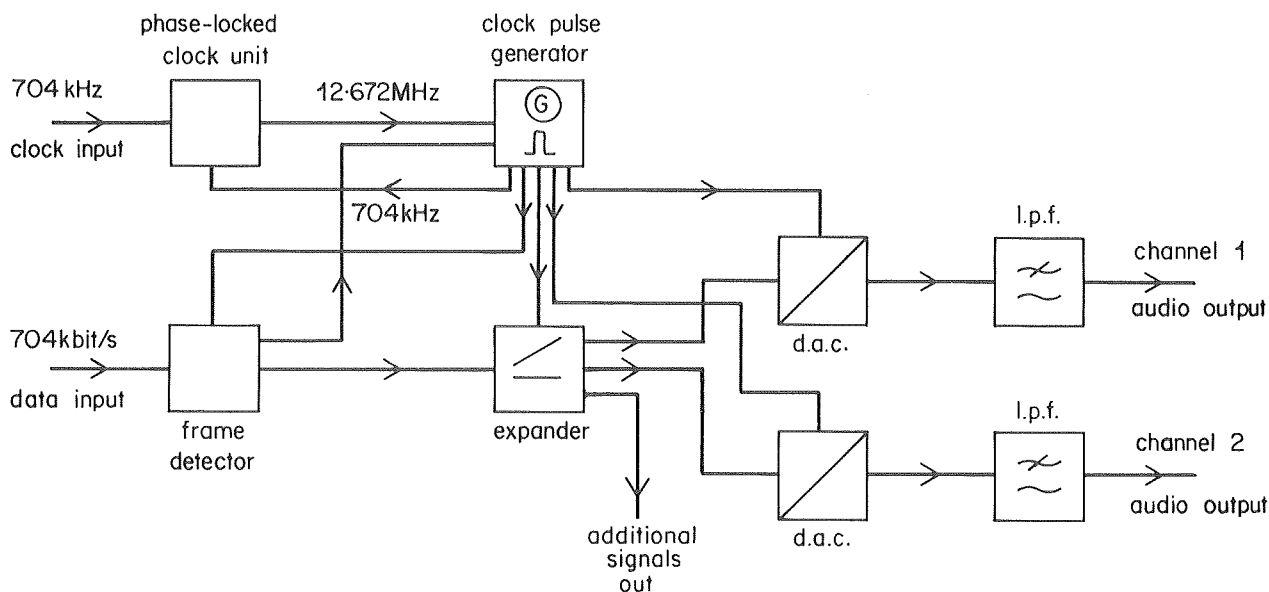 phase-locked
clock unit
clock pulse
generator
704 kHz
12·672MHz
G
clock input
704kHz
l.p.f.
channel 1
audio output
d.a.c.
704kbit/s
data input
frame
detector
expander
l.p.f.
channel 2
audio output
d.a.c.
additional
signals
out